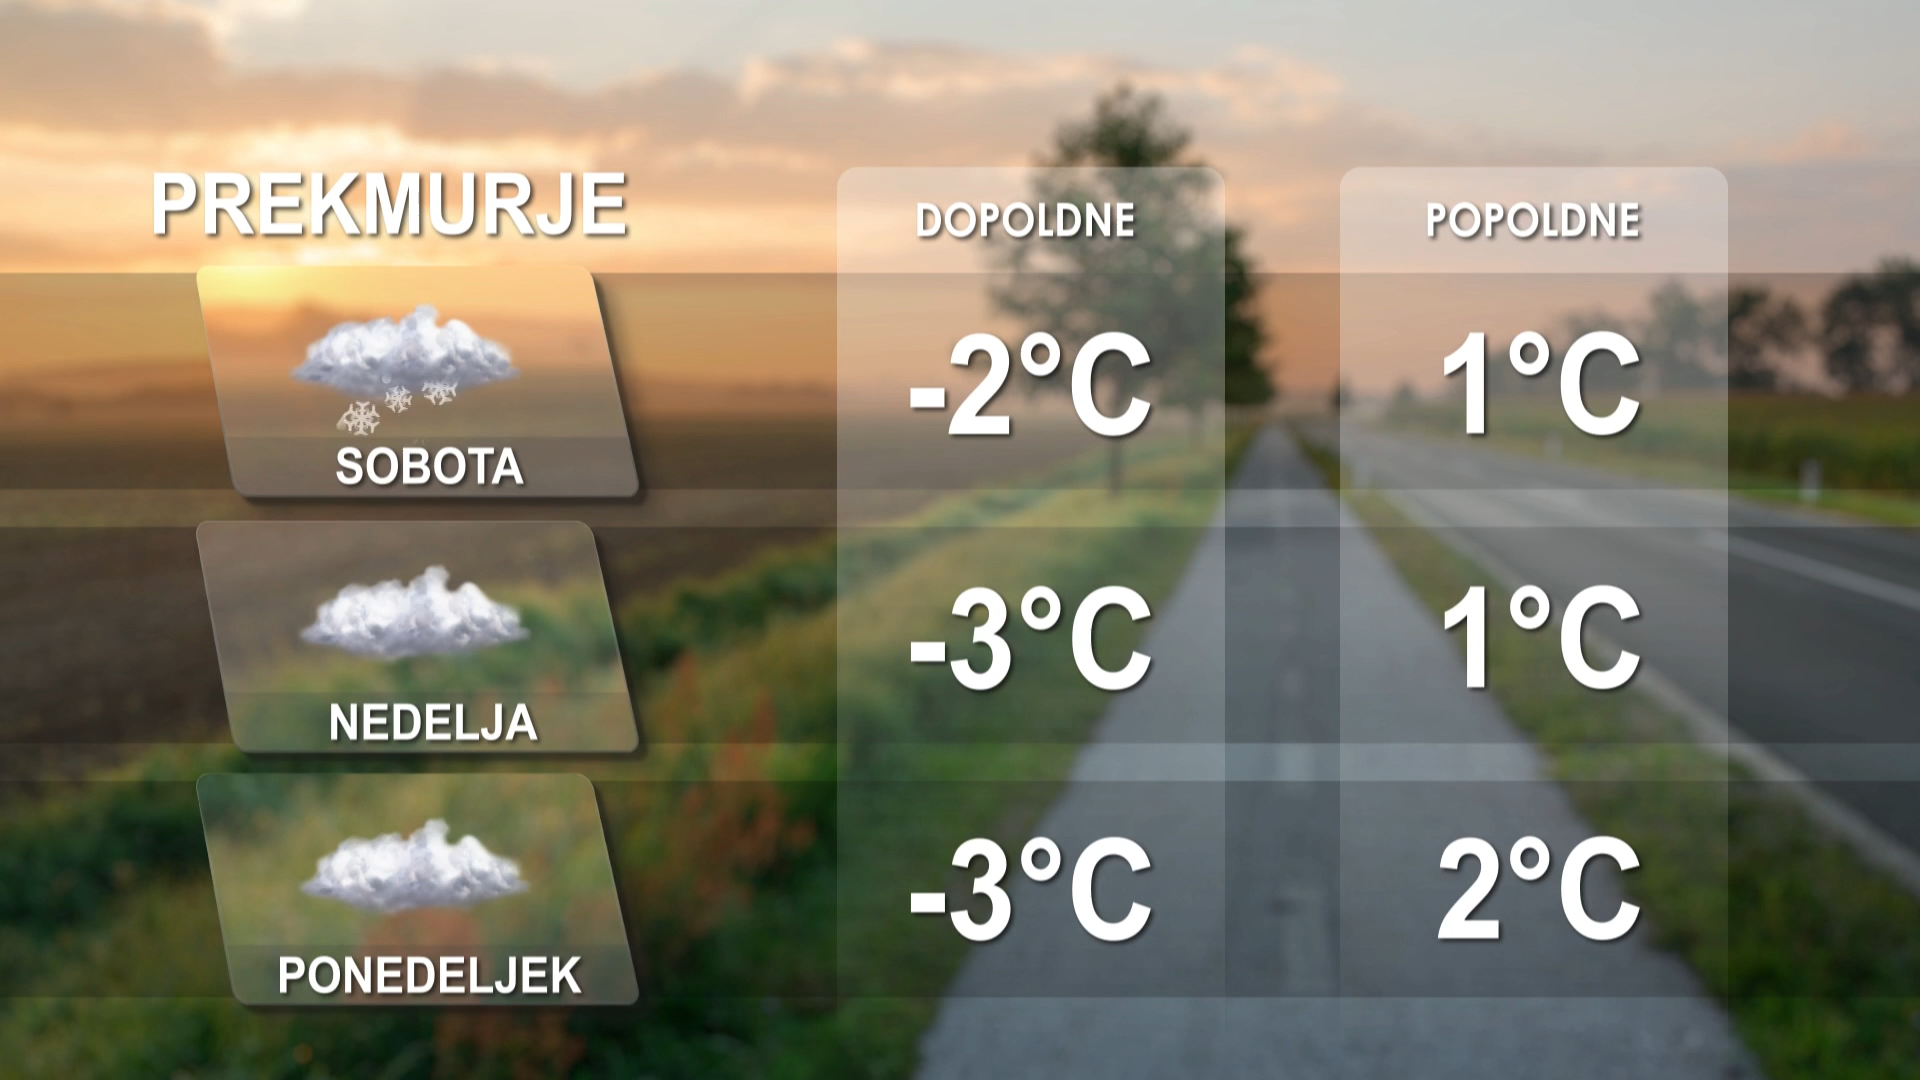 PREKMURJE
DOPOLDNE
POPOLDNE
SOBOTA
-2°C
1°C
NEDELJA
-3°C
1°C
PONEDELJEK
-3°C
2°C